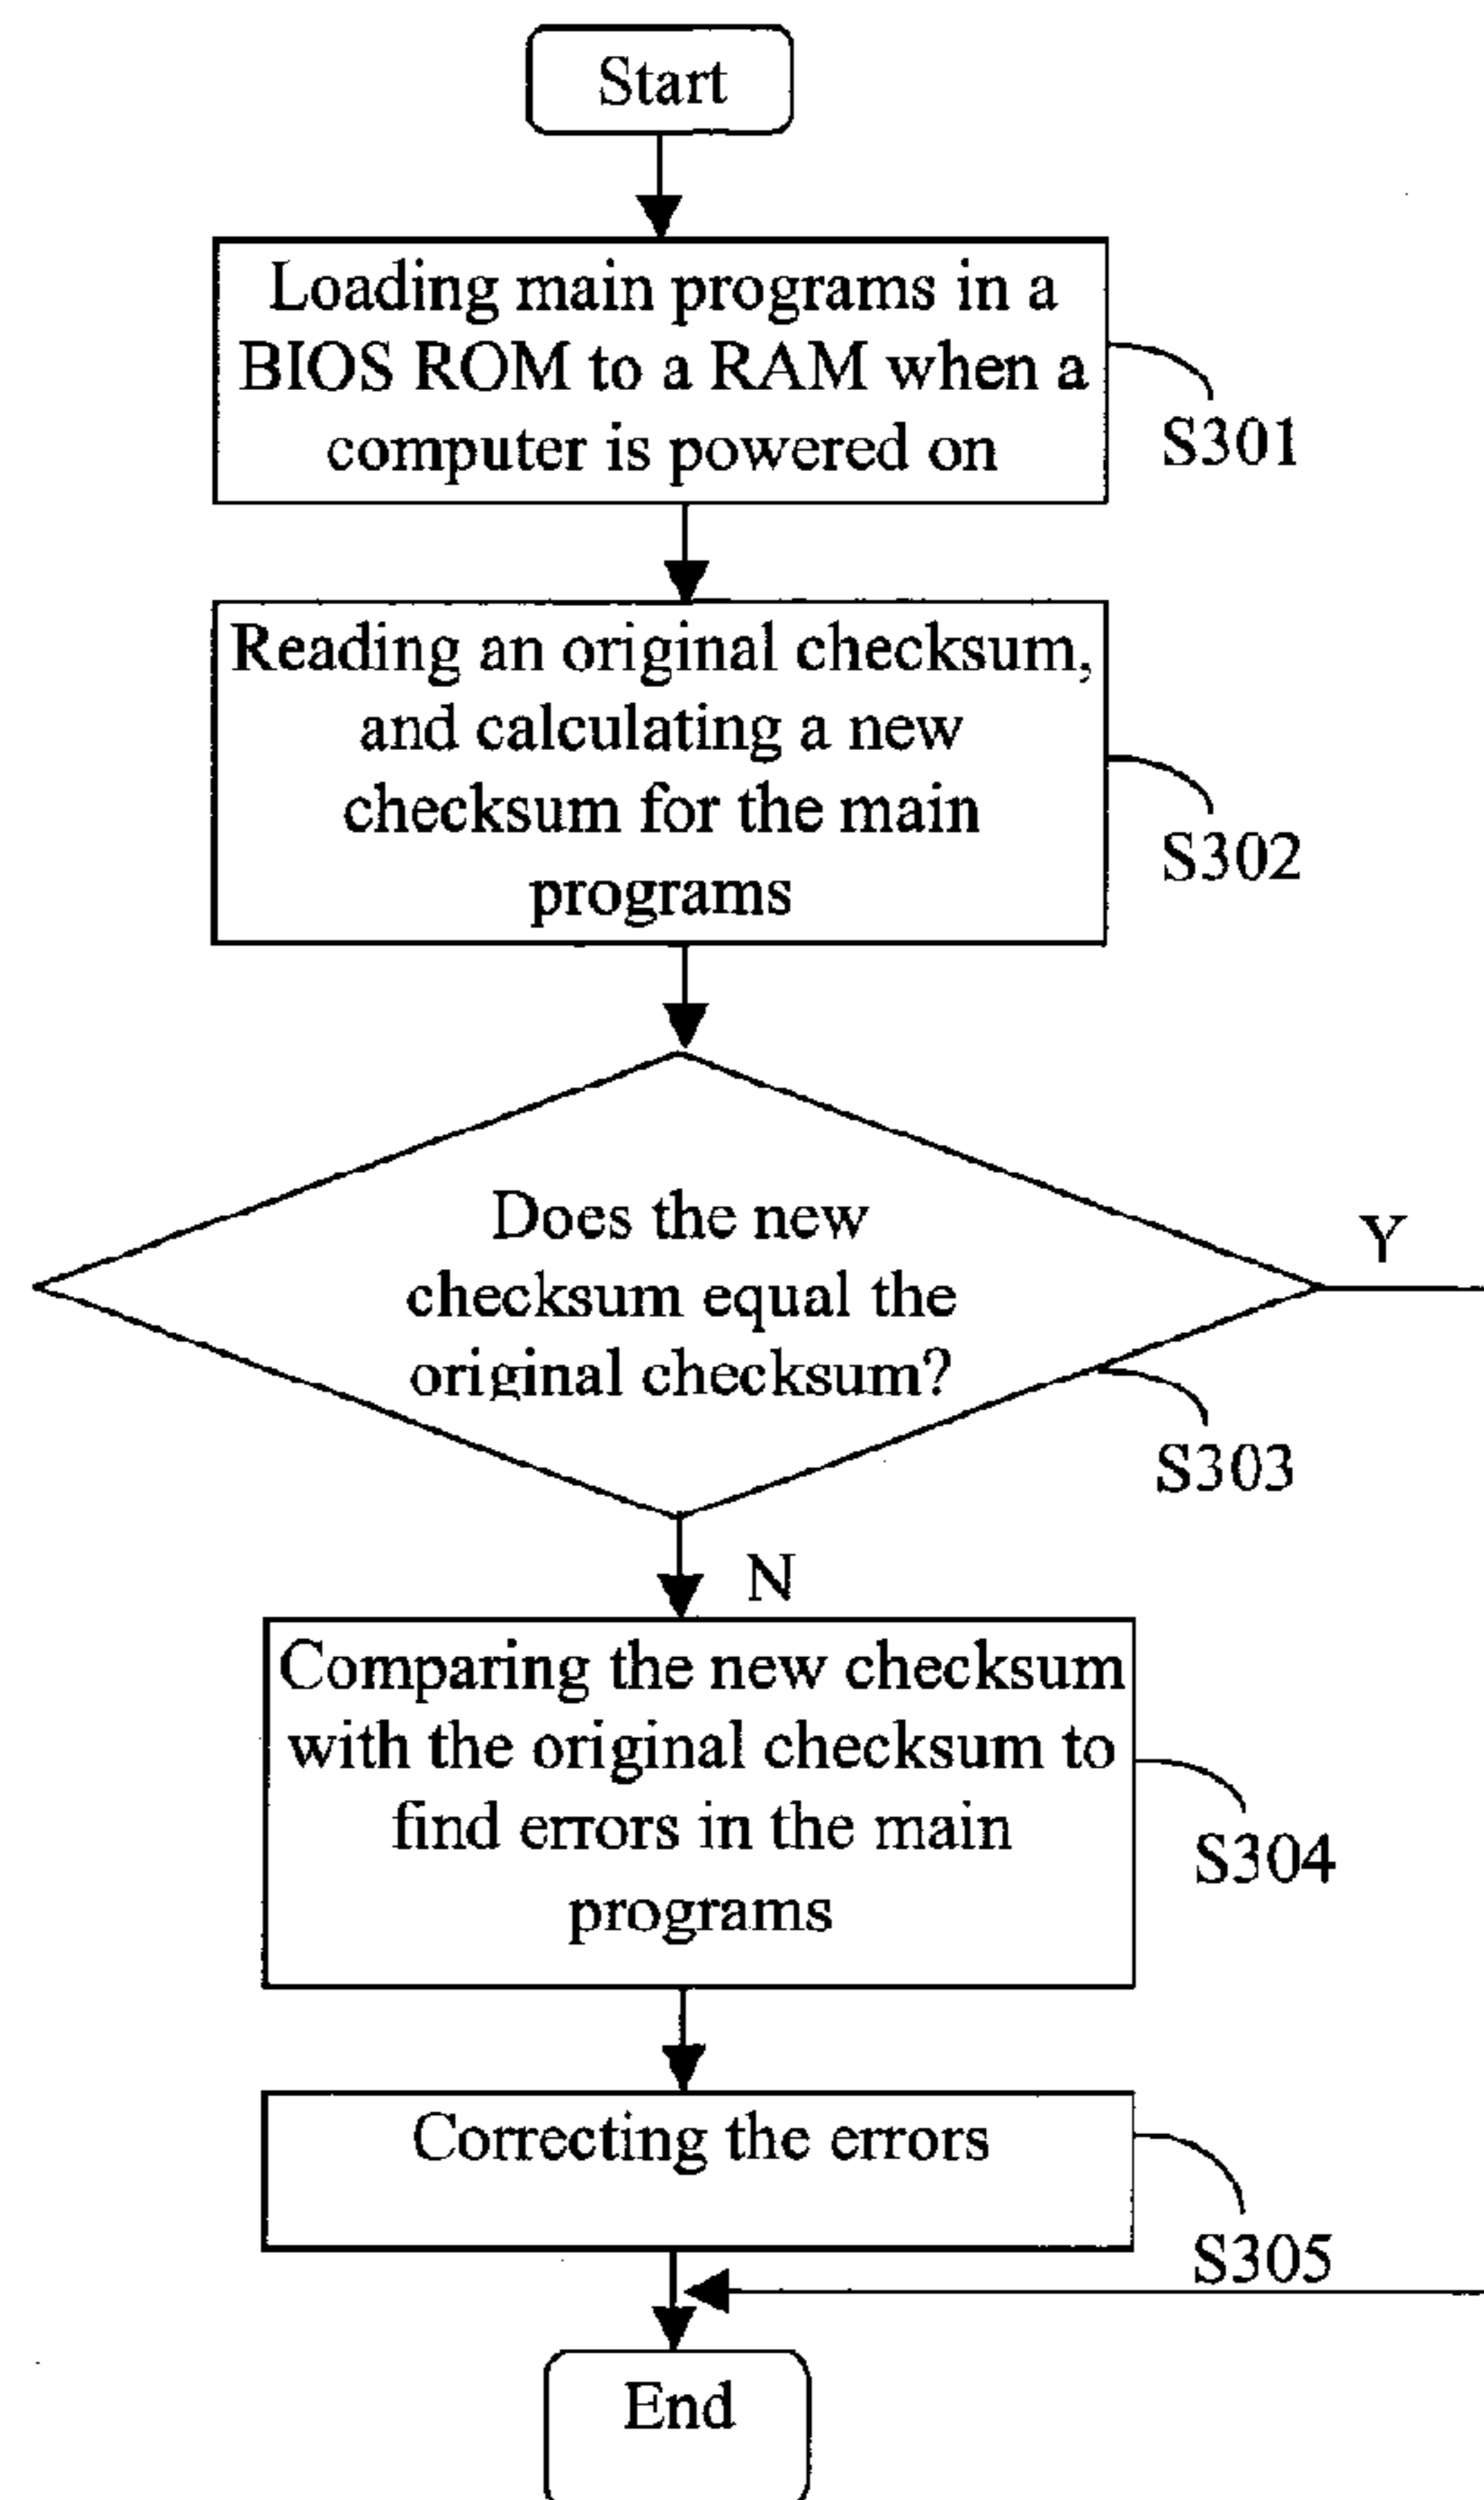 Start
Loading main programs in a
BIOS ROM to a RAM when a
computer is powered on
S301
Reading an original checksum,
and calculating a new
checksum for the main
programs
S302
Does the new
checksum equal the
original checksum?
Y
S303
N
Comparing the new checksum
with the original checksum to
find errors in the main
programs
S304
Correcting the errors
S305
End